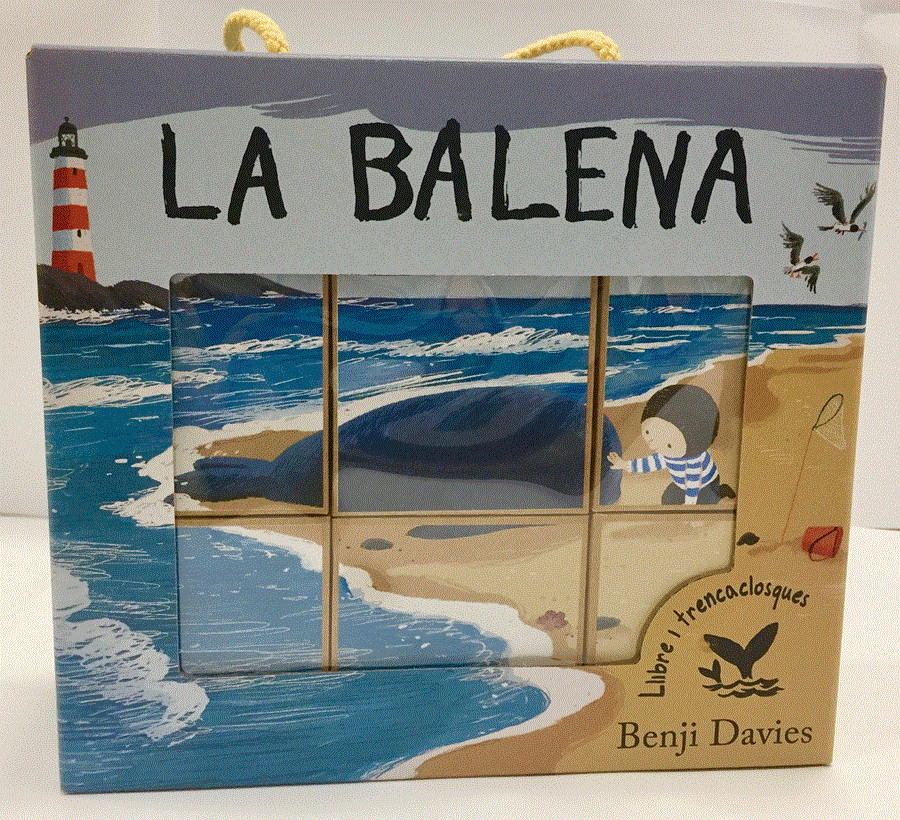 LA BALENA
Llibre i trencaclosques
Benji Davies